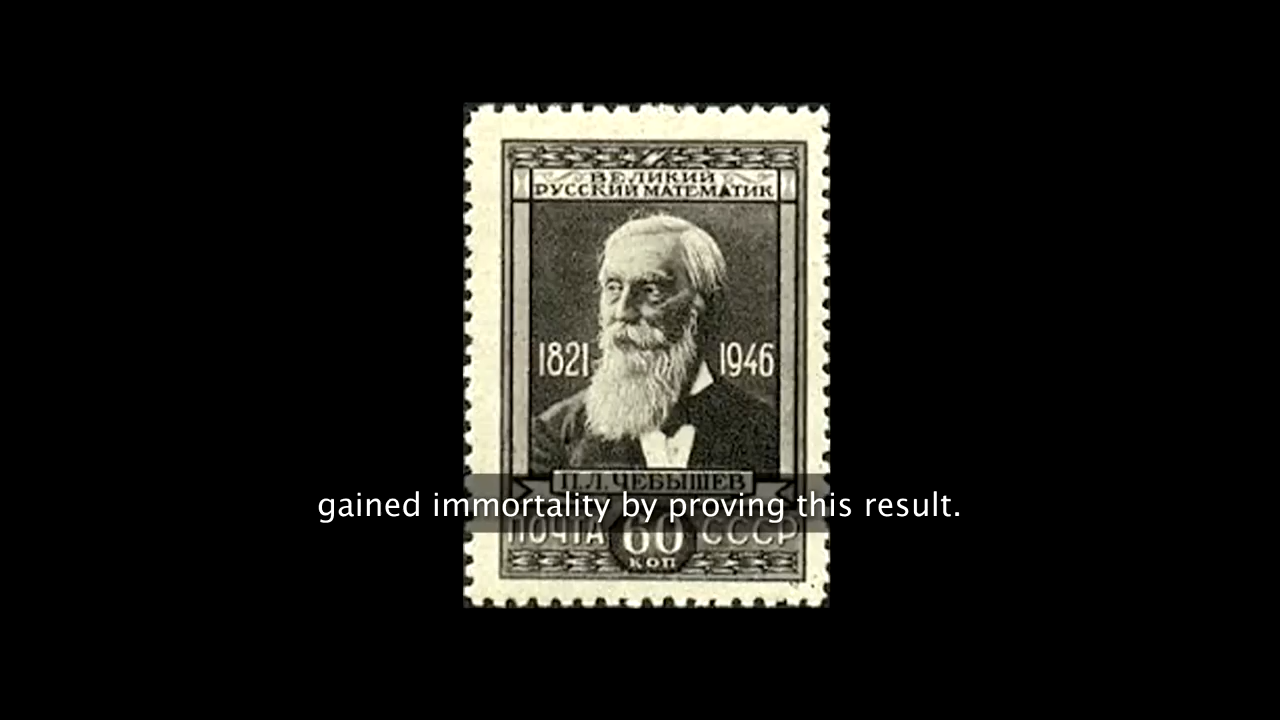 ВЕЛИКИЙ
РУССКИЙ МАТЕМАТИК
1821 1946
П.Л.ЧЕБЫШЕВ
gained immortality by proving this result.
ПОЧТА 60 СССР
КОП